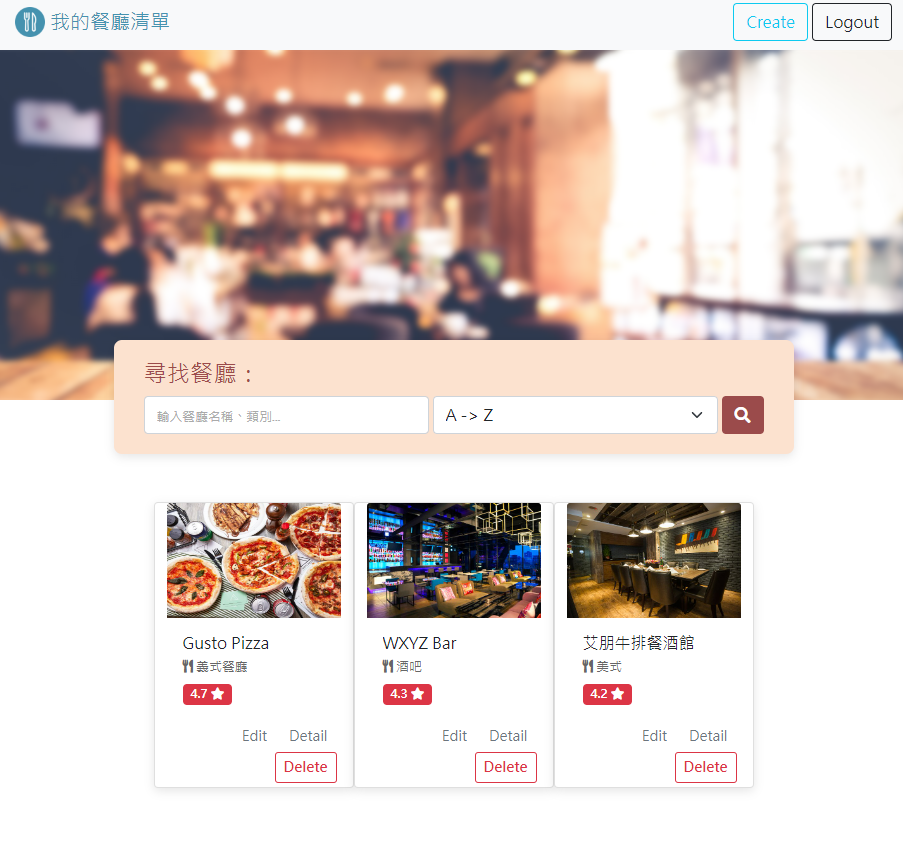 我的餐廳清單
Create
Logout
尋找餐廳：
輸入餐廳名稱、類別...
A -> Z
Gusto Pizza
義式餐廳
4.7
Edit Detail
Delete
WXYZ Bar
酒吧
4.3
Edit Detail
Delete
艾朋牛排餐酒館
美式
4.2
Edit Detail
Delete